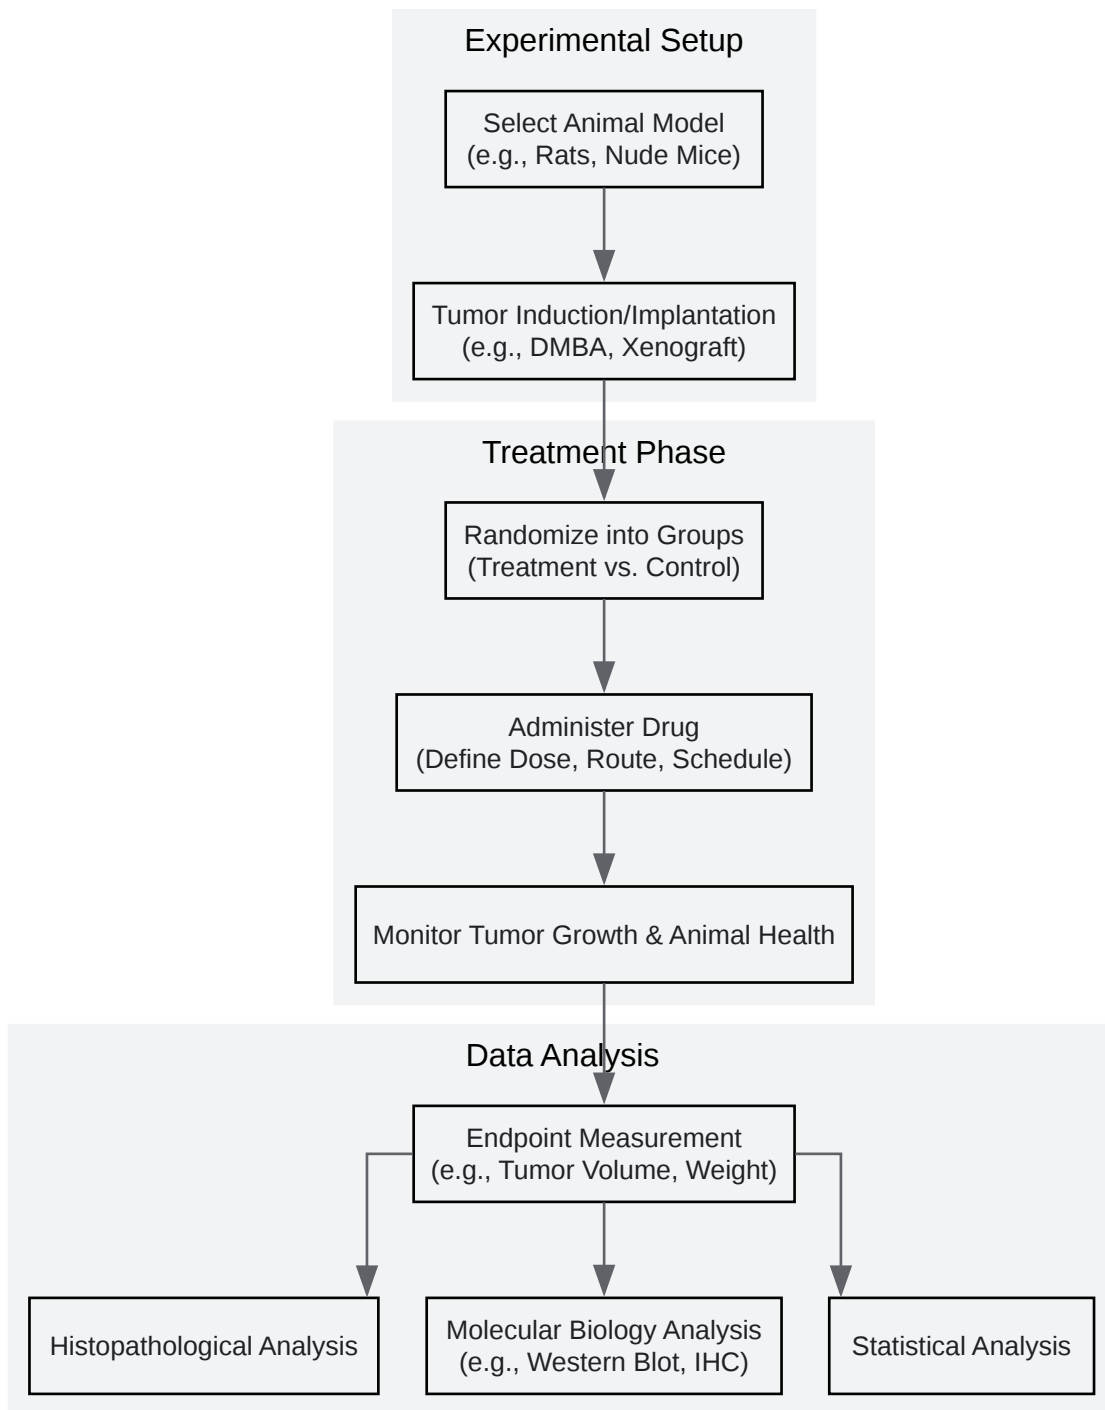 Experimental Setup
Select Animal Model
(e.g., Rats, Nude Mice)
Tumor Induction/Implantation
(e.g., DMBA, Xenograft)
Treatment Phase
Randomize into Groups
(Treatment vs. Control)
Administer Drug
(Define Dose, Route, Schedule)
Monitor Tumor Growth & Animal Health
Data Analysis
Endpoint Measurement
(e.g., Tumor Volume, Weight)
Histopathological Analysis
Molecular Biology Analysis
(e.g., Western Blot, IHC)
Statistical Analysis